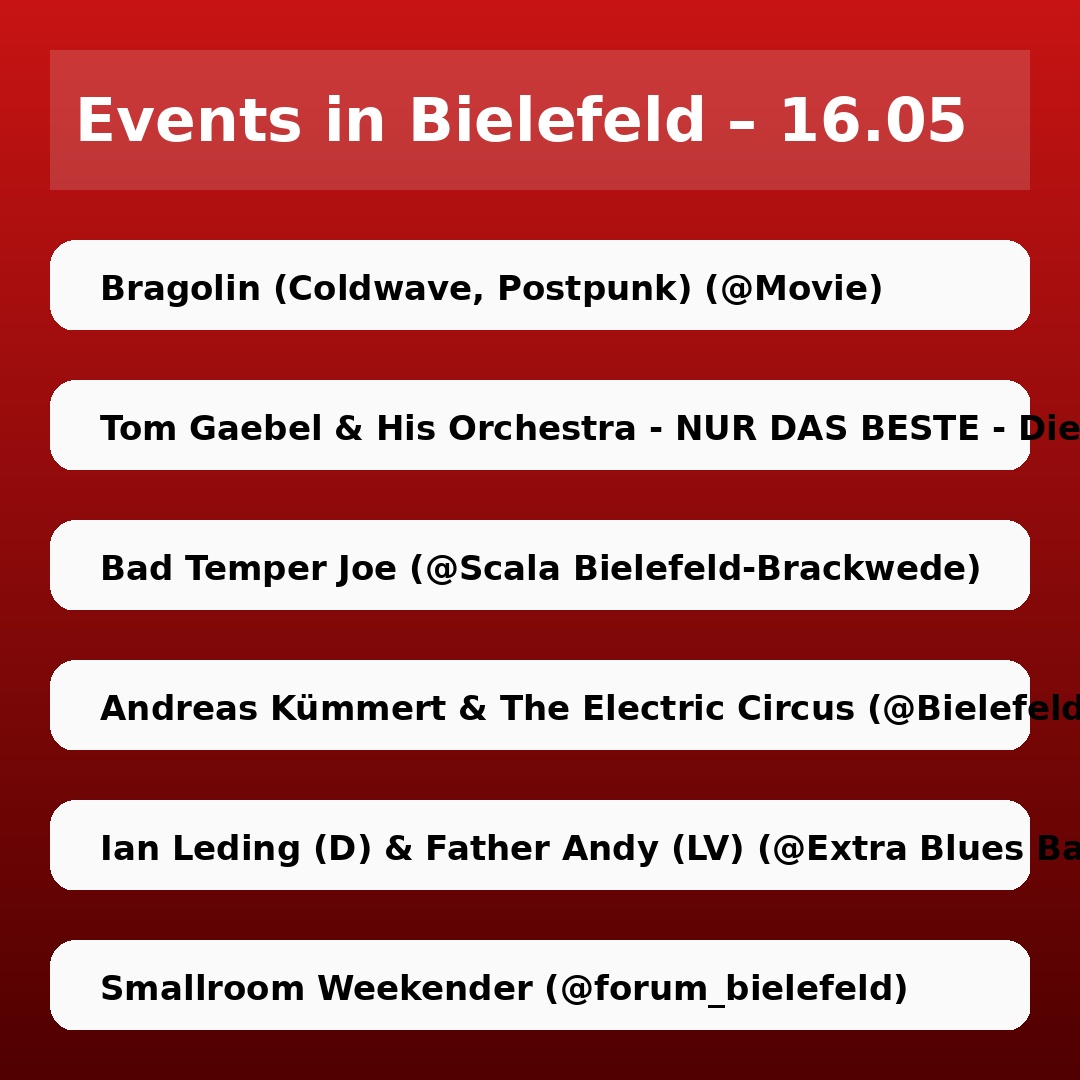 Events in Bielefeld – 16.05
Bragolin (Coldwave, Postpunk) (@Movie)
Tom Gaebel & His Orchestra - NUR DAS BESTE - Die
Bad Temper Joe (@Scala Bielefeld-Brackwede)
Andreas Kümmert & The Electric Circus (@Bielefeld
Ian Leding (D) & Father Andy (LV) (@Extra Blues Ba
Smallroom Weekender (@forum_bielefeld)